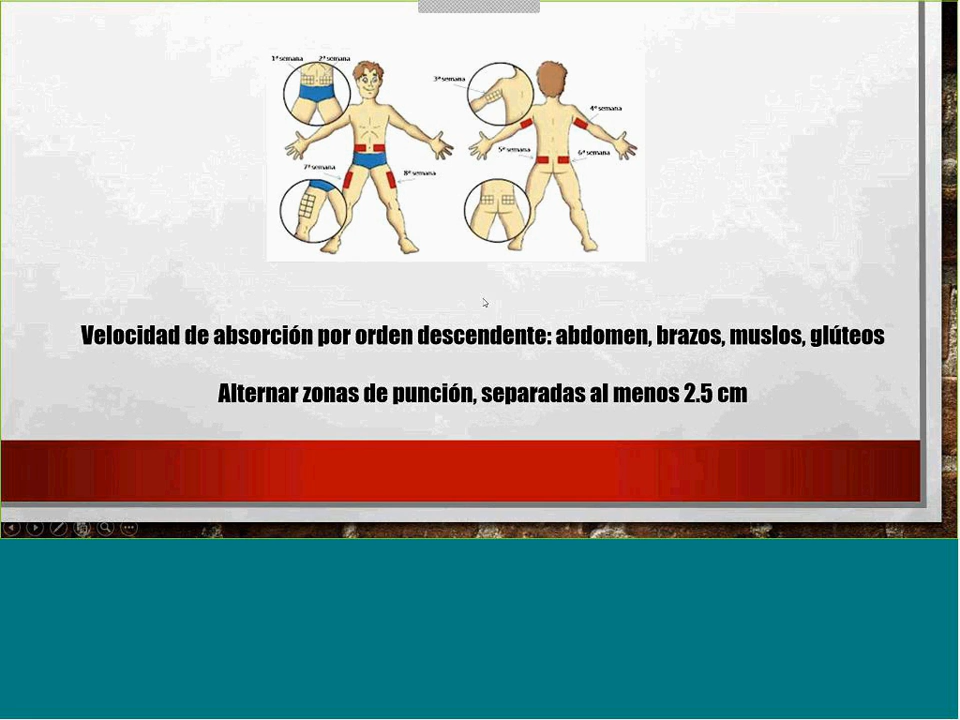 1ª semana 2ª semana
3ª semana
4ª semana
5ª semana 6ª semana
7ª semana
8ª semana
Velocidad de absorción por orden descendente: abdomen, brazos, muslos, glúteos
Alternar zonas de punción, separadas al menos 2.5 cm